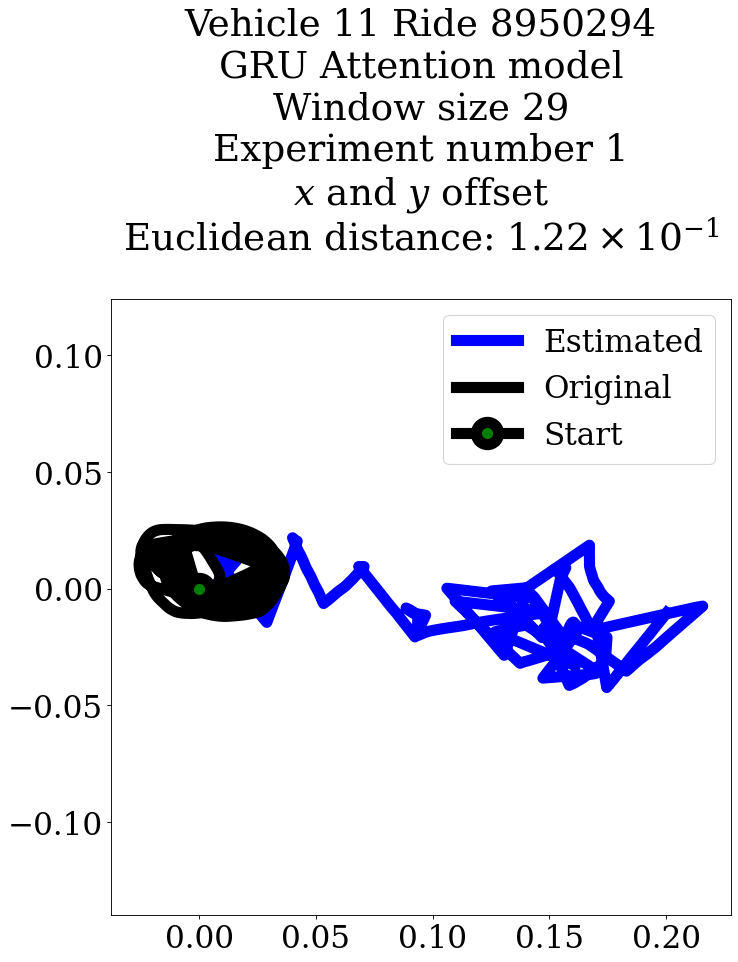 Vehicle 11 Ride 8950294
GRU Attention model
Window size 29
Experiment number 1
x and y offset
Euclidean distance: 1.22 × 10⁻¹
Estimated
Original
Start
0.10
0.05
0.00
−0.05
−0.10
0.00 0.05 0.10 0.15 0.20